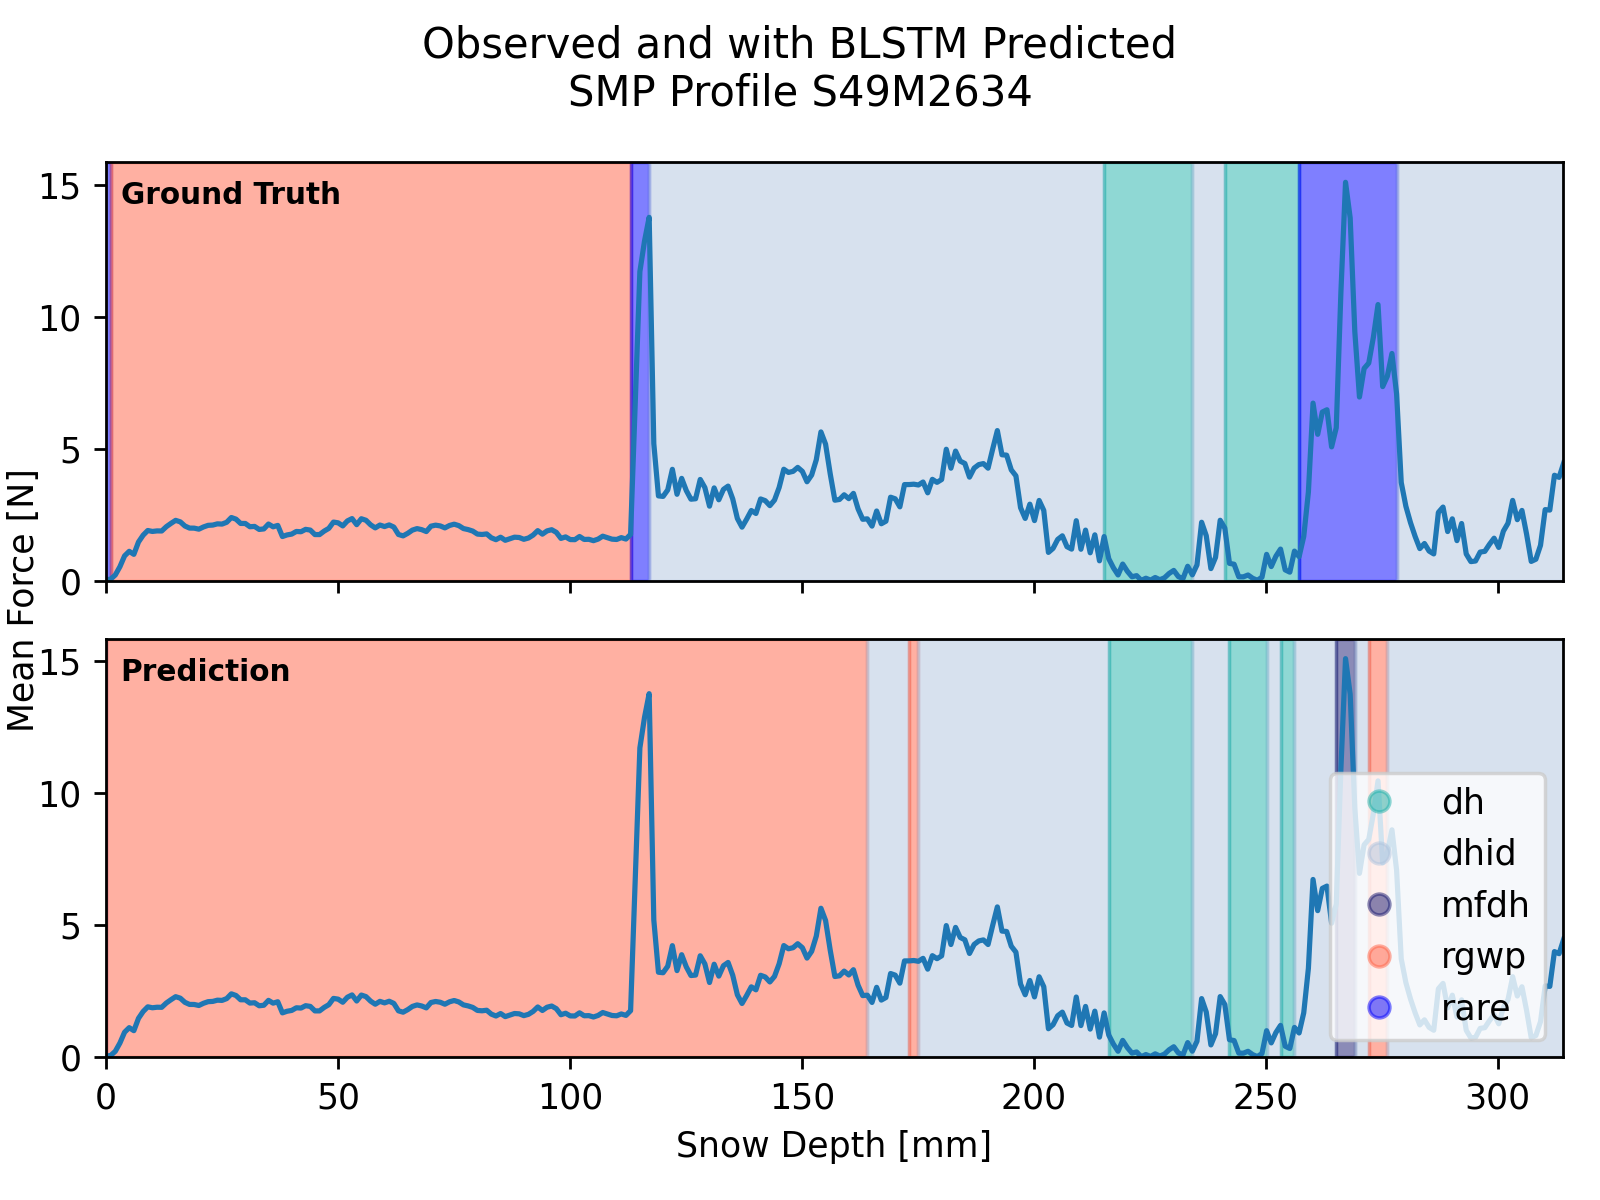 Observed and with BLSTM Predicted
SMP Profile S49M2634
Mean Force [N]
Ground Truth
15
10
5
0
Prediction
15
10
5
0
dh
dhid
mfdh
rgwp
rare
0 50 100 150 200 250 300
Snow Depth [mm]